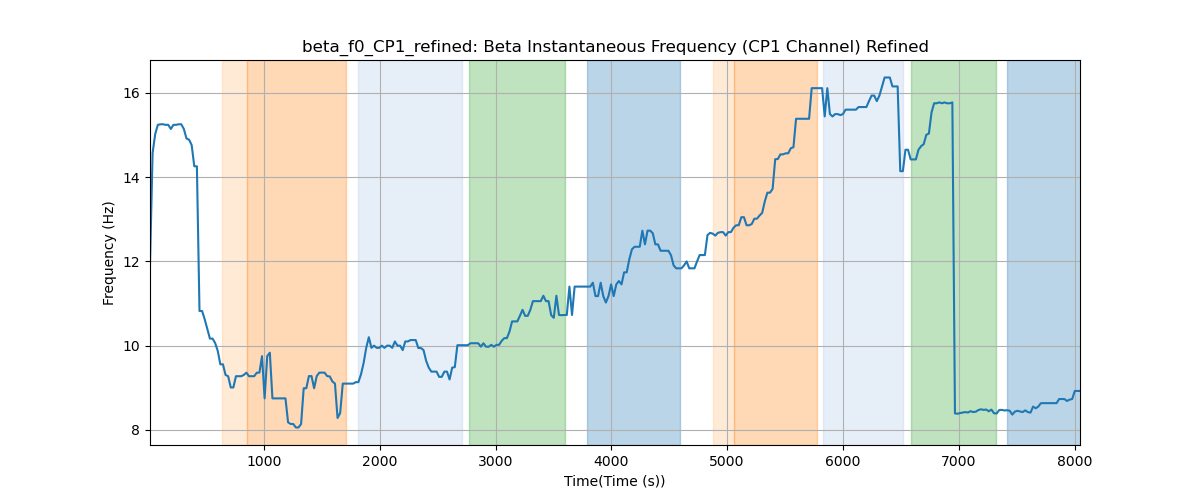 beta_f0_CP1_refined: Beta Instantaneous Frequency (CP1 Channel) Refined
Frequency (Hz)
16
14
12
10
8
1000 2000 3000 4000 5000 6000 7000 8000
Time(Time (s))